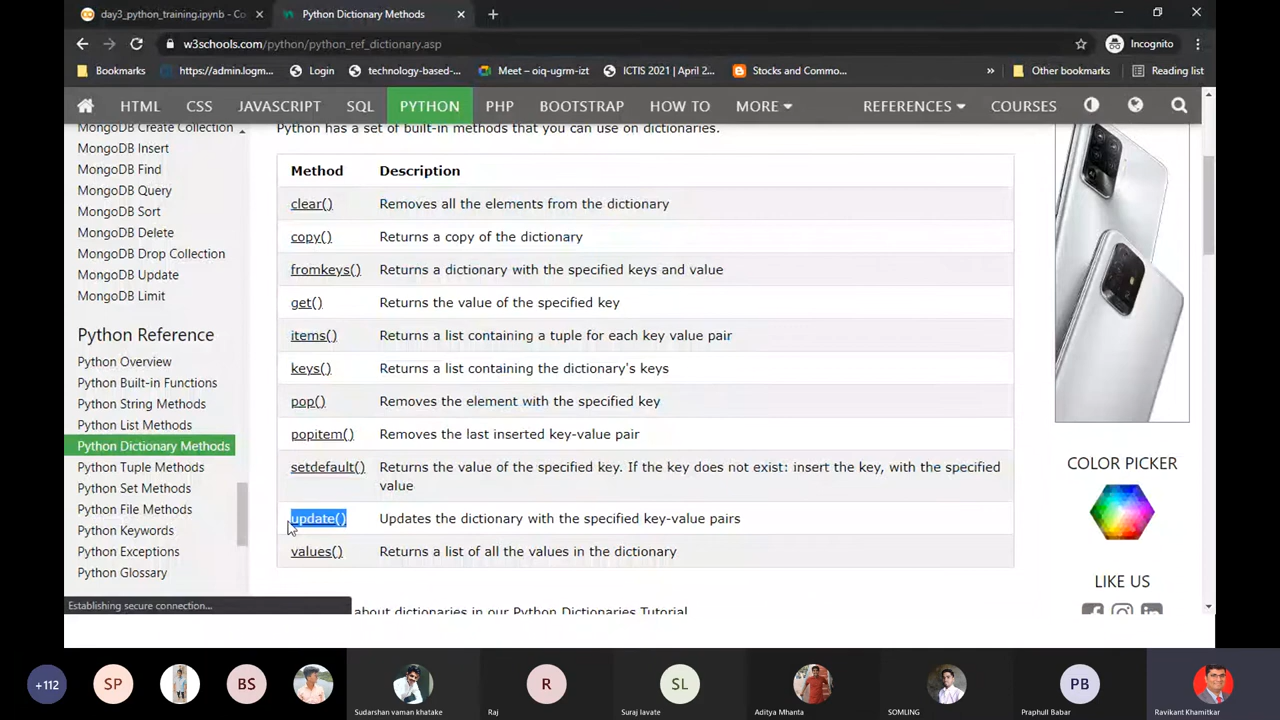 day3_python_training.ipynb - Co
Python Dictionary Methods
w3schools.com/python/python_ref_dictionary.asp
Incognito
Bookmarks
https://admin.logm...
Login
technology-based-...
Meet – oiq-ugrm-izt
ICTIS 2021 | April 2...
Stocks and Commo...
»
Other bookmarks
Reading list
HTML
CSS
JAVASCRIPT
SQL
PYTHON
PHP
BOOTSTRAP
HOW TO
MORE
REFERENCES
COURSES
MongoDB Create Collection
MongoDB Insert
MongoDB Find
MongoDB Query
MongoDB Sort
MongoDB Delete
MongoDB Drop Collection
MongoDB Update
MongoDB Limit
Python Reference
Python Overview
Python Built-in Functions
Python String Methods
Python List Methods
Python Dictionary Methods
Python Tuple Methods
Python Set Methods
Python File Methods
Python Keywords
Python Exceptions
Python Glossary
Establishing secure connection...
Python has a set of built-in methods that you can use on dictionaries.
Method Description
clear() Removes all the elements from the dictionary
copy() Returns a copy of the dictionary
fromkeys() Returns a dictionary with the specified keys and value
get() Returns the value of the specified key
items() Returns a list containing a tuple for each key value pair
keys() Returns a list containing the dictionary's keys
pop() Removes the element with the specified key
popitem() Removes the last inserted key-value pair
setdefault() Returns the value of the specified key. If the key does not exist: insert the key, with the specified
value
update() Updates the dictionary with the specified key-value pairs
values() Returns a list of all the values in the dictionary
about dictionaries in our Python Dictionaries Tutorial
COLOR PICKER
LIKE US
+112
SP
BS
R
SL
PB
Sudarshan vaman khatake
Raj
Suraj Javate
Aditya Mhanta
SOMLING
Praphull Babar
Ravikant Khamitkar